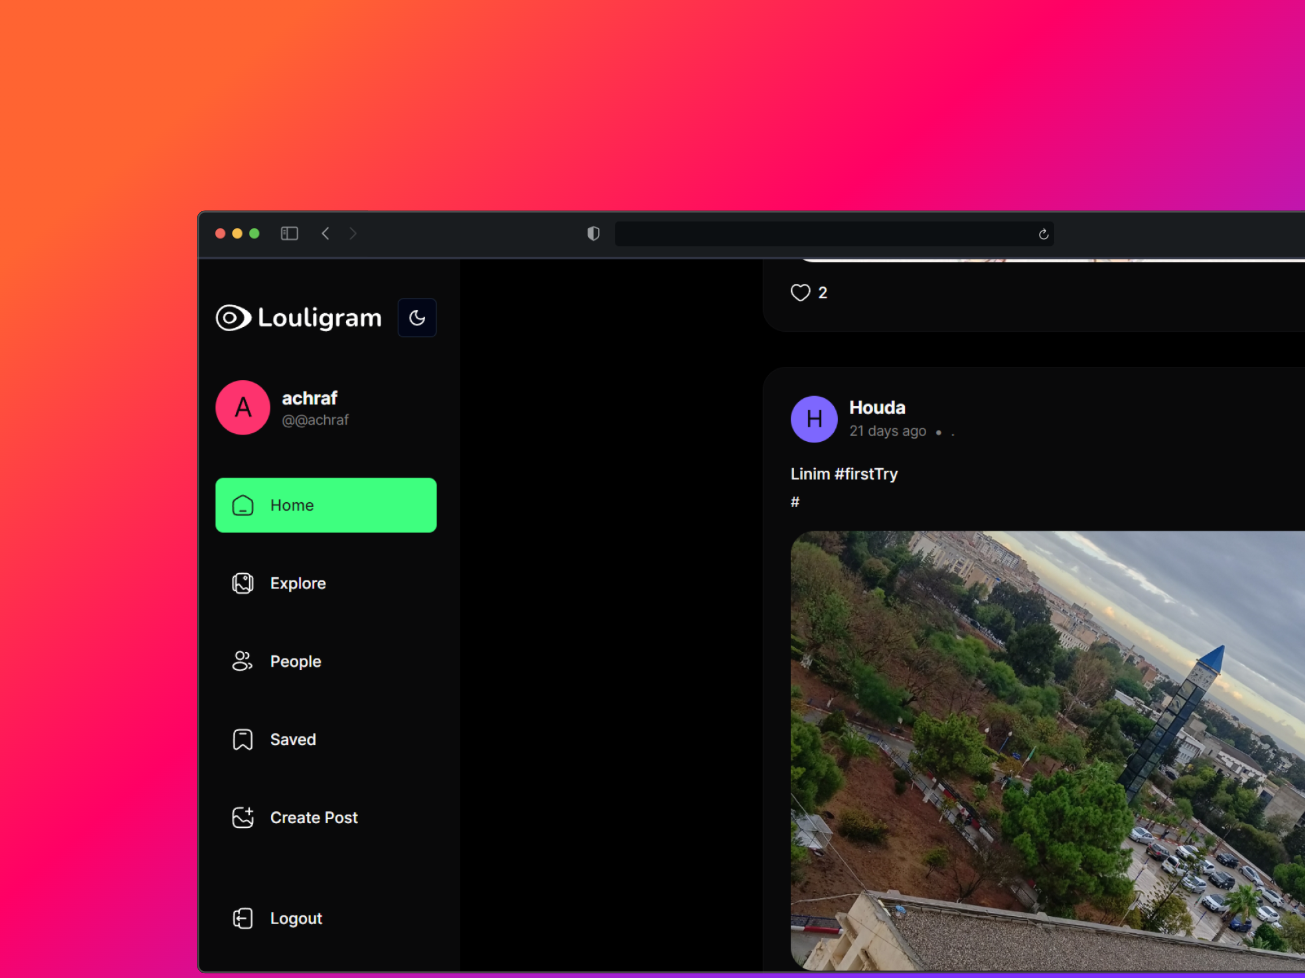 Louligram
A
achraf
@@achraf
Home
Explore
People
Saved
Create Post
Logout
2
H
Houda
21 days ago • .
Linim #firstTry
#